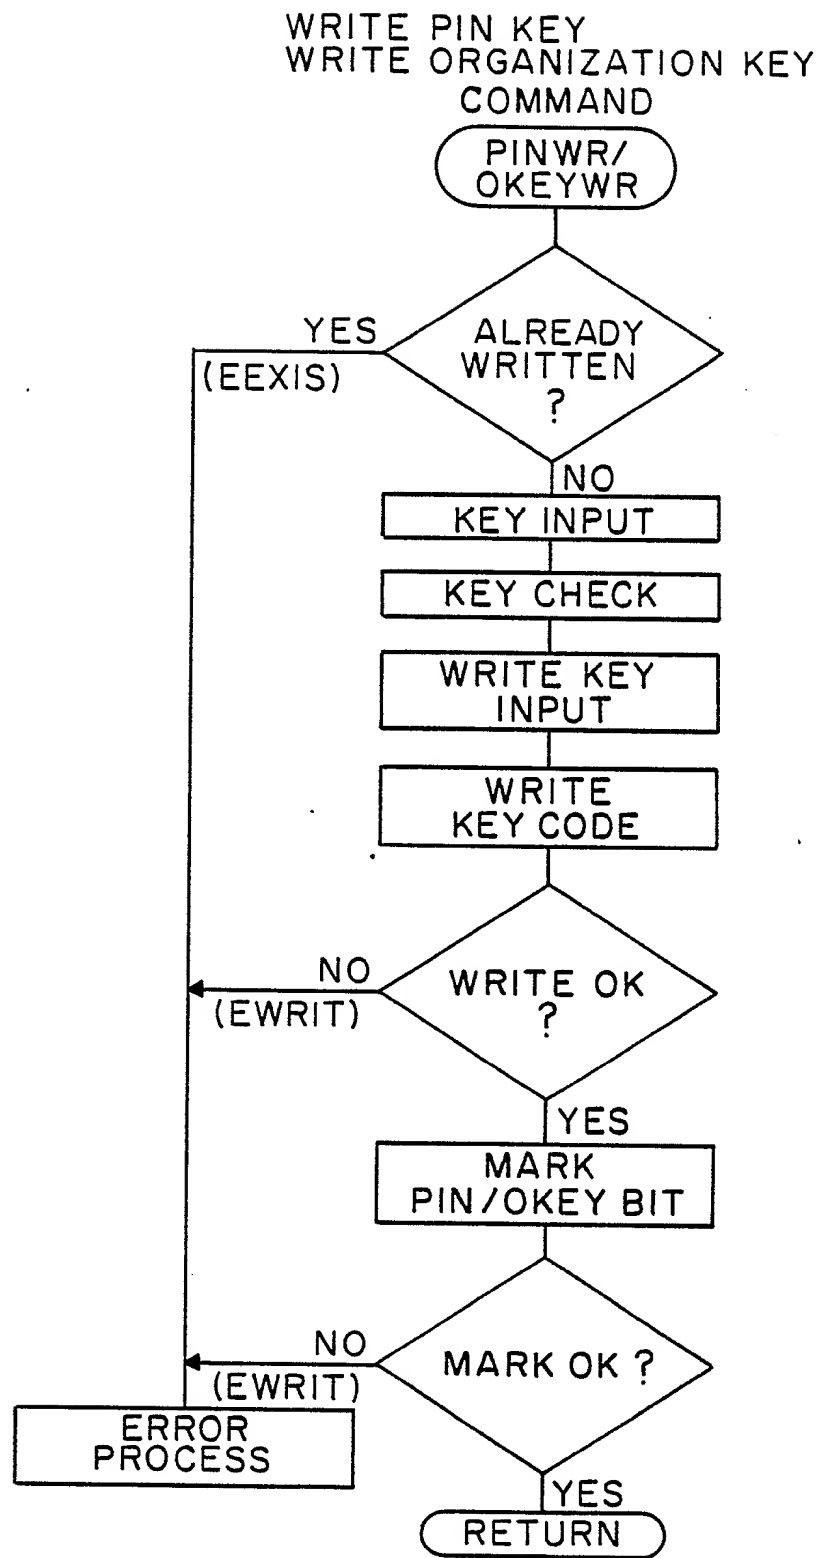 WRITE PIN KEY
WRITE ORGANIZATION KEY
COMMAND
PINWR/
OKEYWR
YES
(EEXIS)
ALREADY
WRITTEN
?
NO
KEY INPUT
KEY CHECK
WRITE KEY
INPUT
WRITE
KEY CODE
NO
(EWRIT)
WRITE OK
?
YES
MARK
PIN/OKEY BIT
NO
(EWRIT)
MARK OK ?
ERROR
PROCESS
YES
RETURN